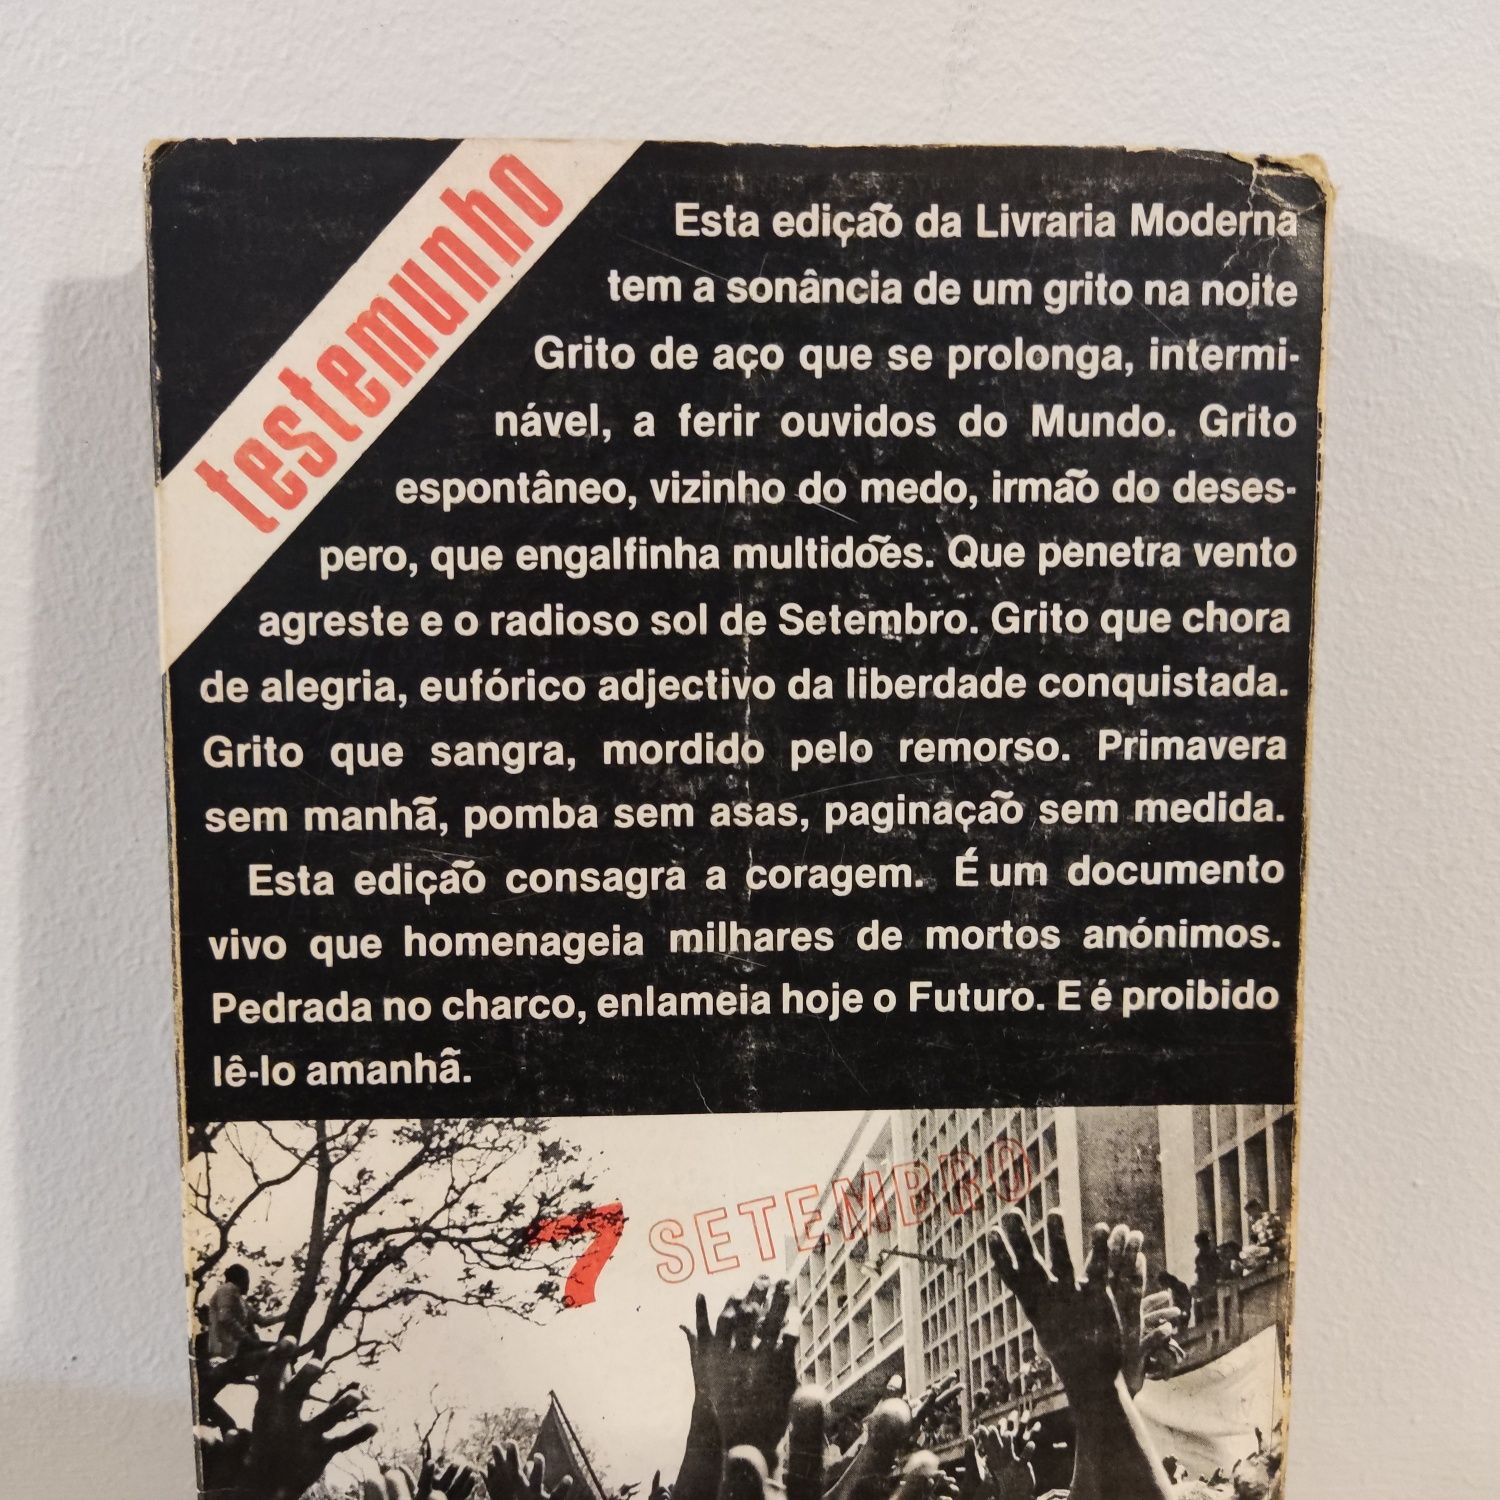 testemunho
Esta edição da Livraria Moderna
tem a sonância de um grito na noite
Grito de aço que se prolonga, intermi-
nável, a ferir ouvidos do Mundo. Grito
espontâneo, vizinho do medo, irmão do deses-
pero, que engalfinha multidões. Que penetra vento
agreste e o radioso sol de Setembro. Grito que chora
de alegria, eufórico adjectivo da liberdade conquistada.
Grito que sangra, mordido pelo remorso. Primavera
sem manhã, pomba sem asas, paginação sem medida.
Esta edição consagra a coragem. É um documento
vivo que homenageia milhares de mortos anónimos.
Pedrada no charco, enlameia hoje o Futuro. E é proibido
lê-lo amanhã.
7 SETEMBRO